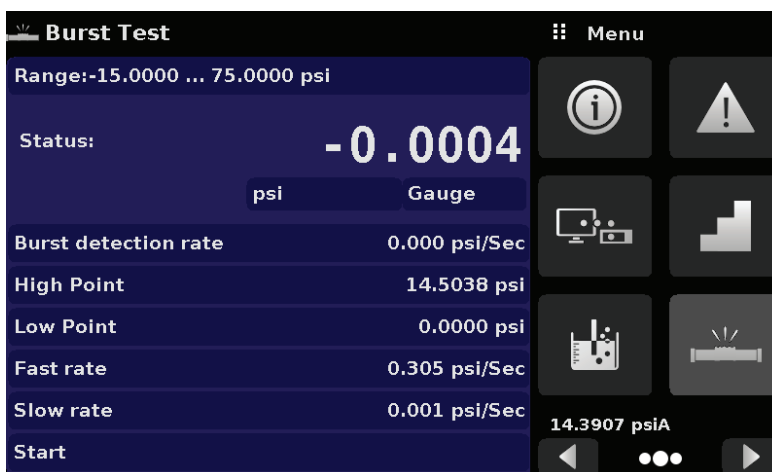 Burst Test
Menu
Range:-15.0000 ... 75.0000 psi
Status:
-0.0004
psi Gauge
Burst detection rate 0.000 psi/Sec
High Point 14.5038 psi
Low Point 0.0000 psi
Fast rate 0.305 psi/Sec
Slow rate 0.001 psi/Sec
Start
14.3907 psiA